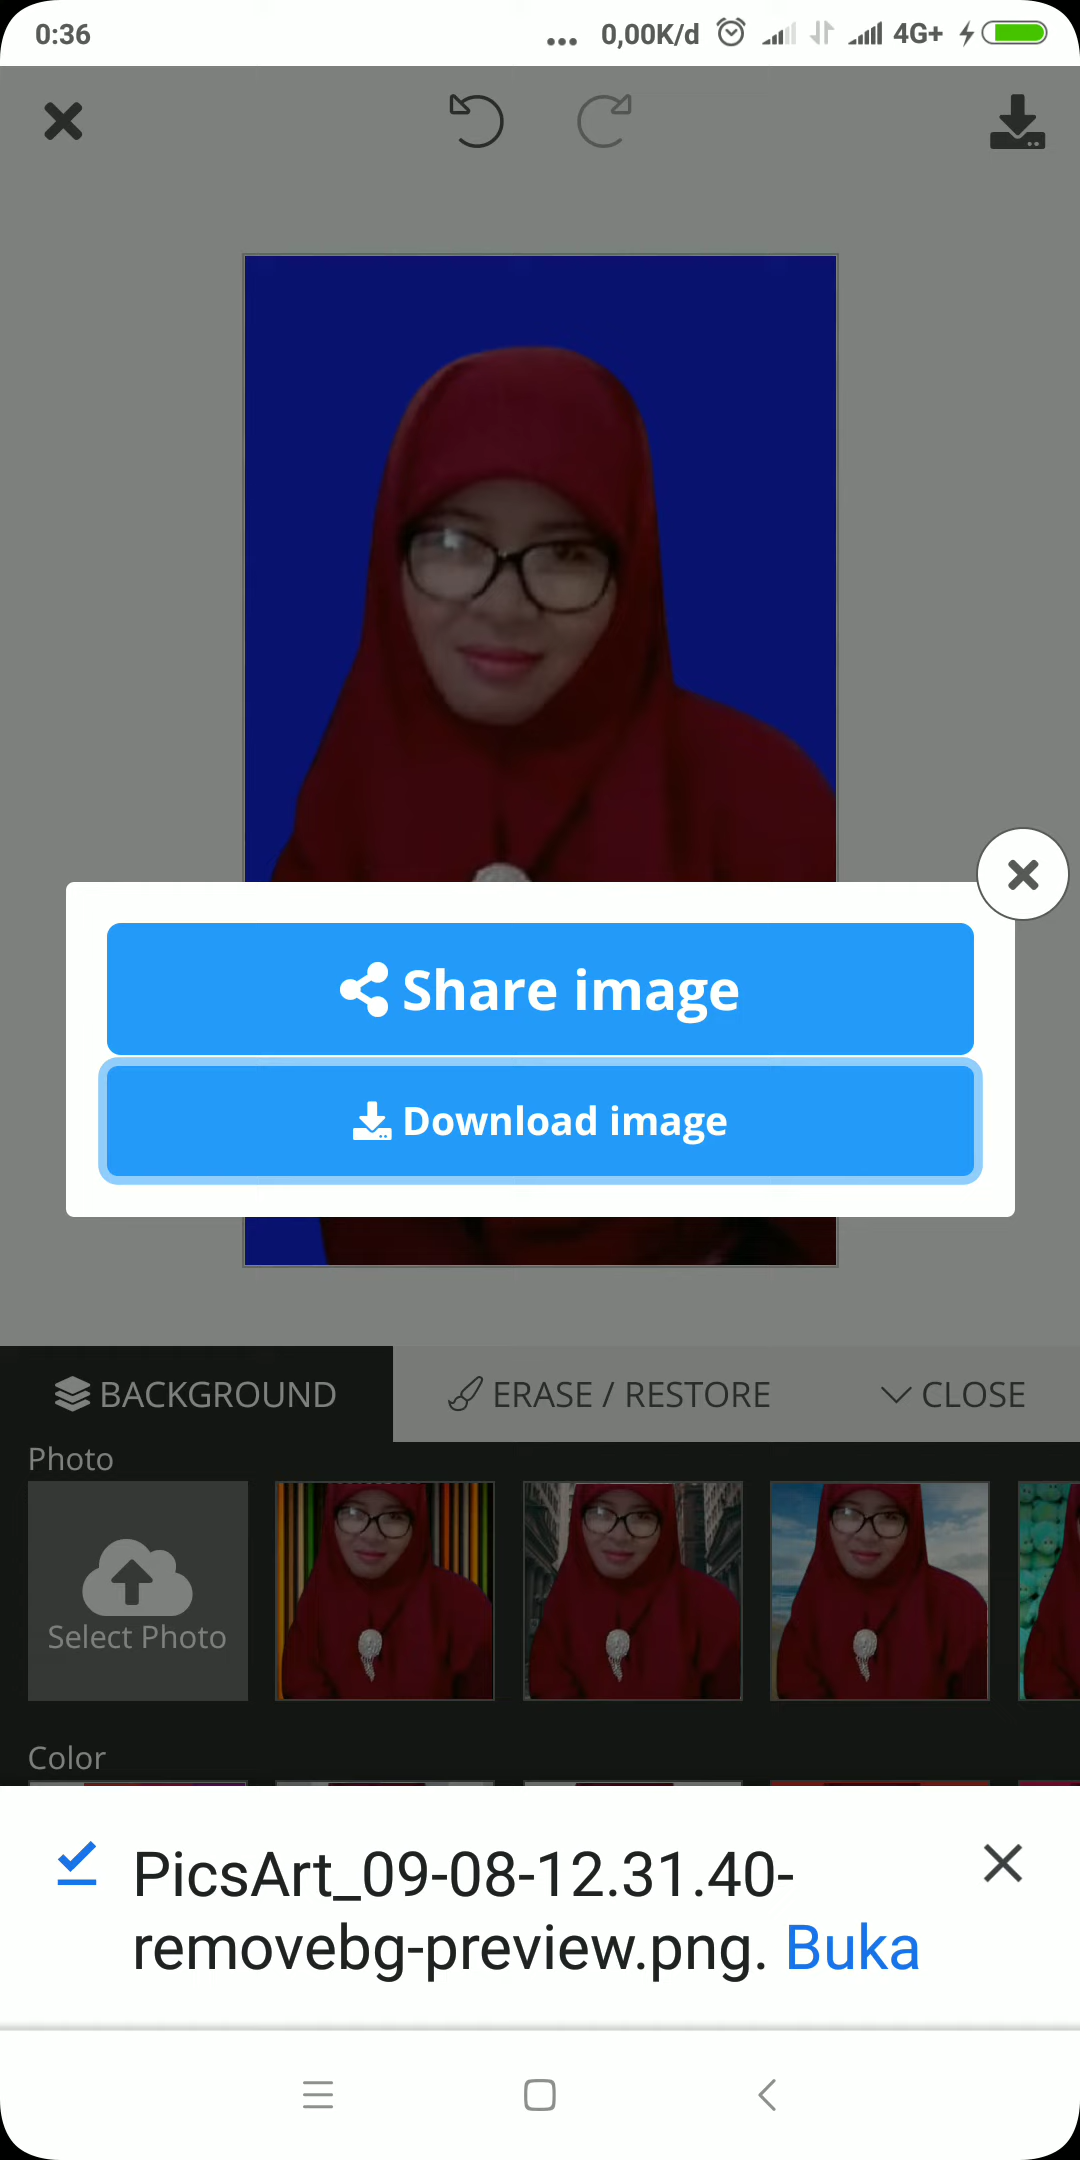 0:36
... 0,00K/d 4G+
Share image
Download image
BACKGROUND
ERASE / RESTORE
CLOSE
Photo
Select Photo
Color
PicsArt_09-08-12.31.40-
removebg-preview.png. Buka